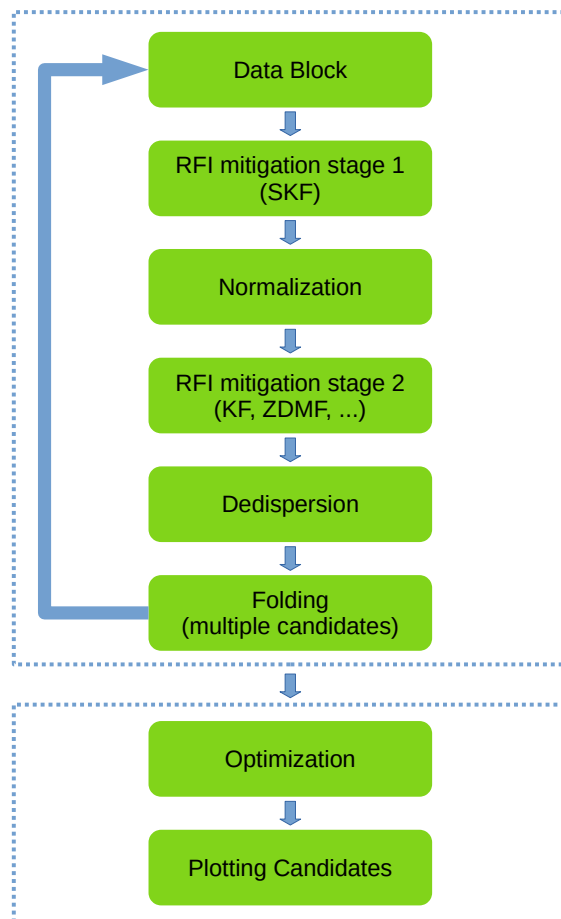 Data Block
RFI mitigation stage 1
(SKF)
Normalization
RFI mitigation stage 2
(KF, ZDMF, ...)
Dedispersion
Folding
(multiple candidates)
Optimization
Plotting Candidates